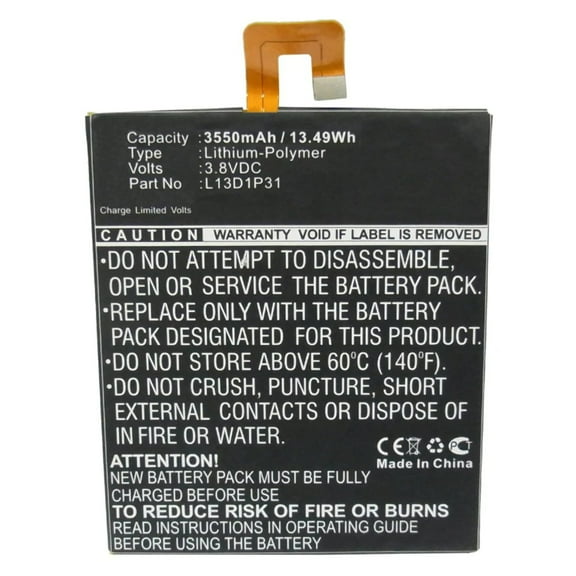 Capacity :3550mAh / 13.49Wh
Type :Lithium-Polymer
Volts :3.8VDC
Part No :L13D1P31
Charge Limited Volts
CAUTION WARRANTY VOID IF LABEL IS REMOVED
•DO NOT ATTEMPT TO DISASSEMBLE,
OPEN OR SERVICE THE BATTERY PACK.
•REPLACE ONLY WITH THE BATTERY
PACK DESIGNATED FOR THIS PRODUCT.
•DO NOT STORE ABOVE 60°C (140°F).
•DO NOT CRUSH, PUNCTURE, SHORT
EXTERNAL CONTACTS OR DISPOSE OF
IN FIRE OR WATER.
CE PCT
Made In China
ATTENTION!
NEW BATTERY PACK MUST BE FULLY
CHARGED BEFORE USE
TO REDUCE RISK OF FIRE OR BURNS
READ INSTRUCTIONS IN OPERATING GUIDE
BEFORE USING THE BATTERY